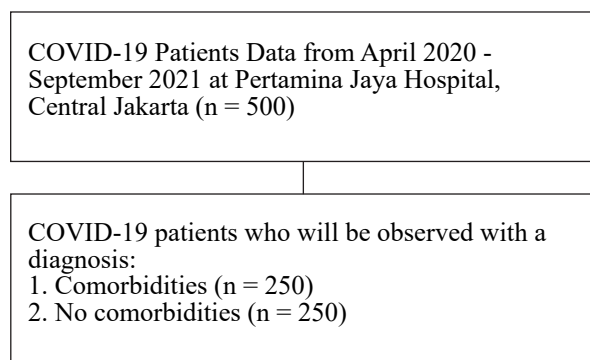 COVID-19 Patients Data from April 2020 -
September 2021 at Pertamina Jaya Hospital,
Central Jakarta (n = 500)
COVID-19 patients who will be observed with a
diagnosis:
1. Comorbidities (n = 250)
2. No comorbidities (n = 250)